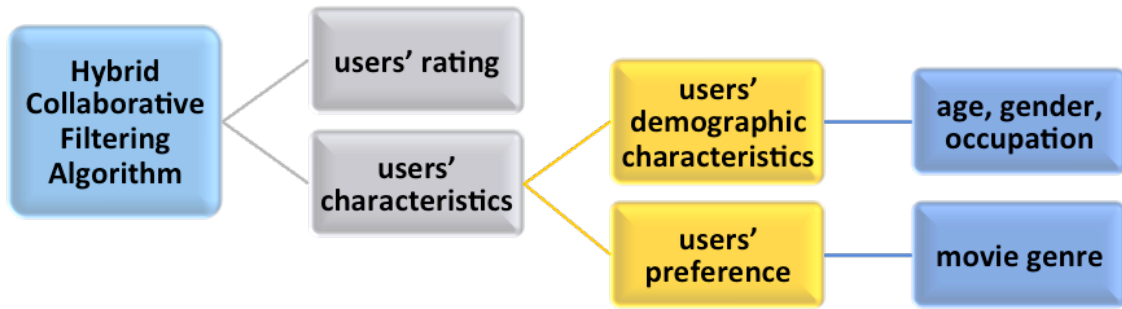 Hybrid
Collaborative
Filtering
Algorithm
users’ rating
users’
characteristics
users’
demographic
characteristics
users’
preference
age, gender,
occupation
movie genre